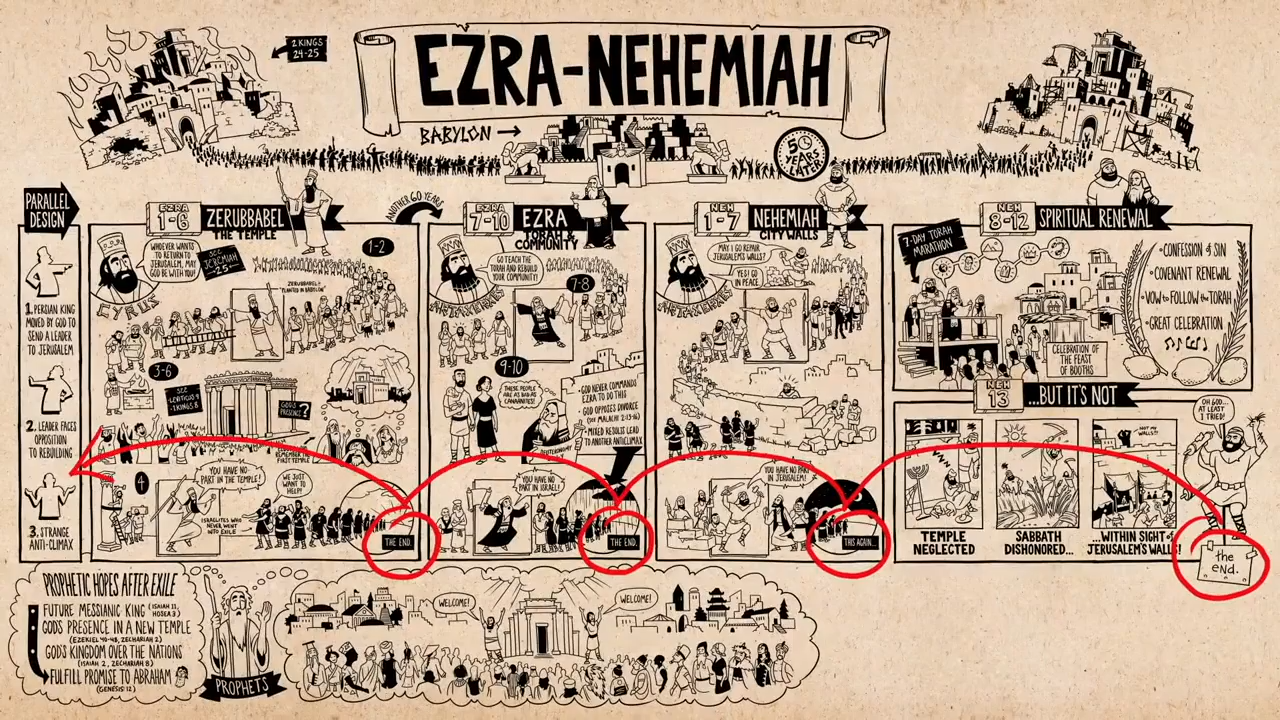 2 KINGS
24-25
EZRA-NEHEMIAH
BABYLON →
50
YEARS
LATER
PARALLEL
DESIGN
1. PERSIAN KING
MOVED BY GOD TO
SEND A LEADER
TO JERUSALEM
2. LEADER FACES
OPPOSITION
TO REBUILDING
3. STRANGE
ANTI-CLIMAX
EZRA
1-6
ZERUBBABEL
THE TEMPLE
WHOEVER WANTS
TO RETURN TO
JERUSALEM, MAY
GOD BE WITH YOU!
SEE
JEREMIAH
25
1-2
CYRUS
ZERUBBABEL=
"PLANTED IN BABYLON"
3-6
SEE
LEVITICUS 9
1 KINGS 8
GOD'S
PRESENCE?
REMEMBER THE
FIRST TEMPLE
4
YOU HAVE NO
PART IN THE TEMPLE!
WE JUST
WANT TO
HELP!
ISRAELITES WHO
NEVER WENT
INTO EXILE
THE END.
ANOTHER 60 YEARS
EZRA
7-10
EZRA
TORAH &
COMMUNITY
GO TEACH THE
TORAH AND REBUILD
YOUR COMMUNITY!
ARTAXERXES
7-8
9-10
THESE PEOPLE
ARE AS BAD AS
CANAANITES!
DEUTERONOMY
• GOD NEVER COMMANDS
EZRA TO DO THIS
• GOD OPPOSES DIVORCE
(SEE MALACHI 2:13-16)
• MIXED RESULTS LEAD
TO ANOTHER ANTICLIMAX
YOU HAVE NO
PART IN ISRAEL!
THE END.
NEH
1-7
NEHEMIAH
CITY WALLS
MAY I GO REPAIR
JERUSALEM'S WALLS?
YES! GO
IN PEACE
ARTAXERXES
YOU HAVE NO PART
IN JERUSALEM!
THIS AGAIN...
NEH
8-12
SPIRITUAL RENEWAL
7-DAY TORAH
MARATHON
CELEBRATION OF
THE FEAST
OF BOOTHS
• CONFESSION of SIN
• COVENANT RENEWAL
• VOW to FOLLOW the TORAH
• GREAT CELEBRATION
NEH
13
...BUT IT'S NOT
OH GOD...
AT LEAST
I TRIED!
NOT MY
WALLS!!!
TEMPLE
NEGLECTED
SABBATH
DISHONORED...
...WITHIN SIGHT of
JERUSALEM'S WALLS!
the
end.
PROPHETIC HOPES AFTER EXILE
FUTURE MESSIANIC KING (ISAIAH 11, HOSEA 3)
GOD'S PRESENCE IN A NEW TEMPLE
(EZEKIEL 40-48, ZECHARIAH 2)
GOD'S KINGDOM OVER THE NATIONS
(ISAIAH 2, ZECHARIAH 8)
FULFILL PROMISE TO ABRAHAM
(GENESIS 12)
PROPHETS
WELCOME!
WELCOME!